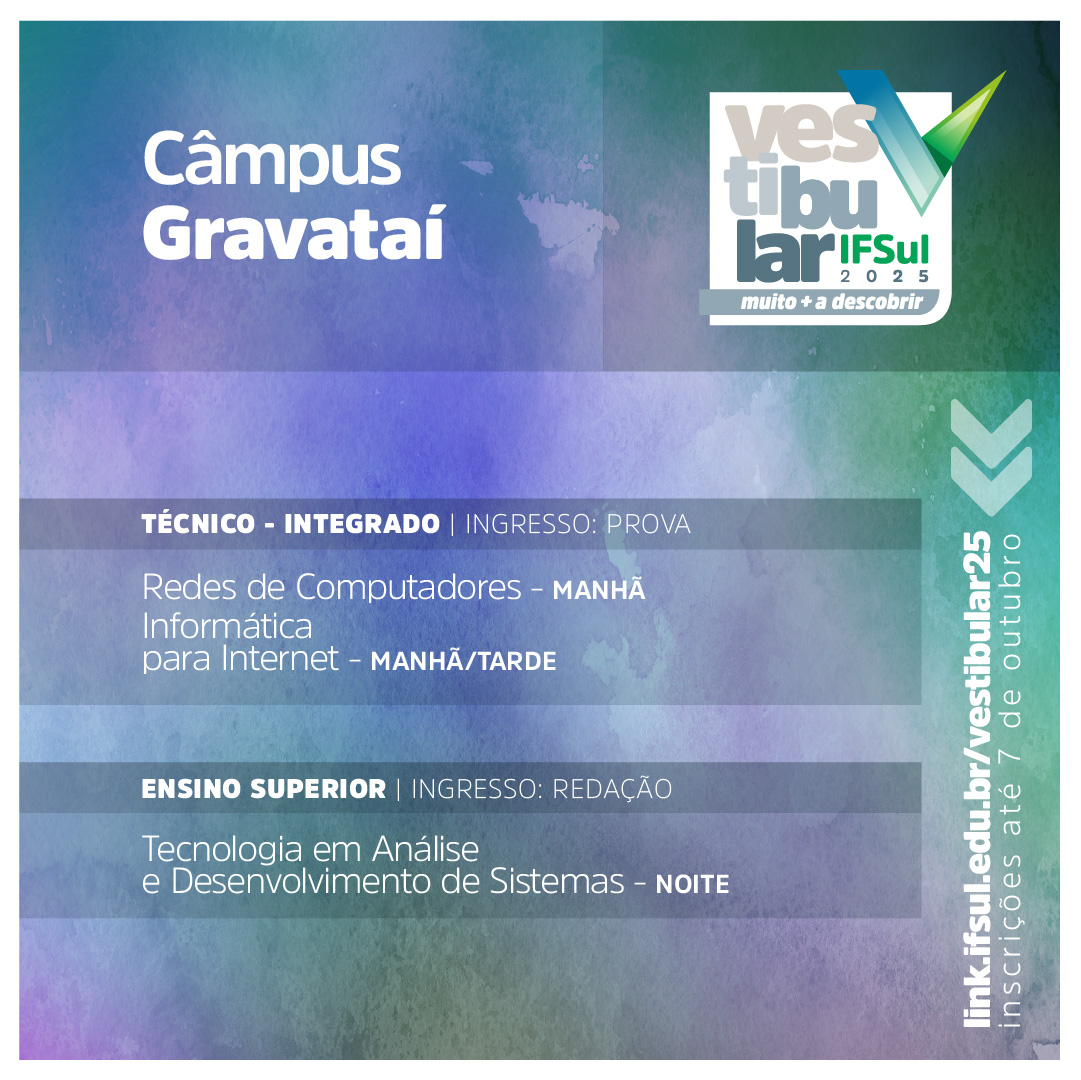 Câmpus
Gravataí
ves
ti bu
lar IFSul
2025
muito + a descobrir
TÉCNICO - INTEGRADO | INGRESSO: PROVA
Redes de Computadores - MANHÃ
Informática
para Internet - MANHÃ/TARDE
ENSINO SUPERIOR | INGRESSO: REDAÇÃO
Tecnologia em Análise
e Desenvolvimento de Sistemas - NOITE
link.ifsul.edu.br/vestibular25
inscrições até 7 de outubro